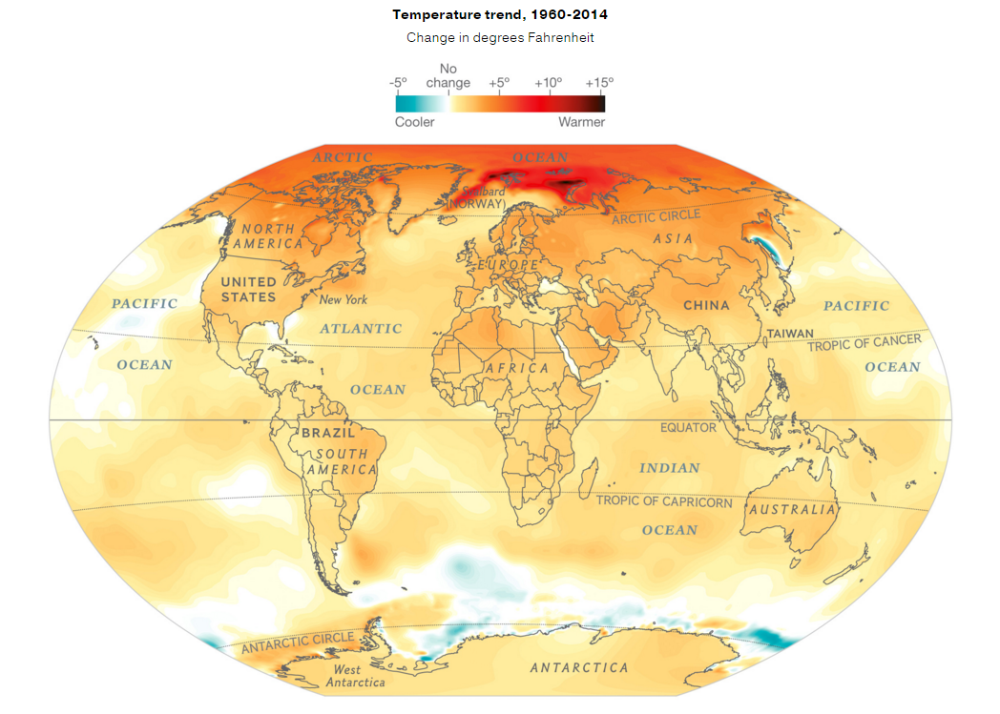 Temperature trend, 1960-2014
Change in degrees Fahrenheit
No
-5° change +5° +10° +15°
Cooler Warmer
ARCTIC OCEAN
Svalbard
(NORWAY)
ARCTIC CIRCLE
NORTH
AMERICA
ASIA
EUROPE
UNITED
STATES
New York
PACIFIC
CHINA
PACIFIC
ATLANTIC
TAIWAN
TROPIC OF CANCER
OCEAN
AFRICA
OCEAN
OCEAN
EQUATOR
BRAZIL
SOUTH
AMERICA
INDIAN
TROPIC OF CAPRICORN
AUSTRALIA
OCEAN
ANTARCTIC CIRCLE
West
Antarctica
ANTARCTICA